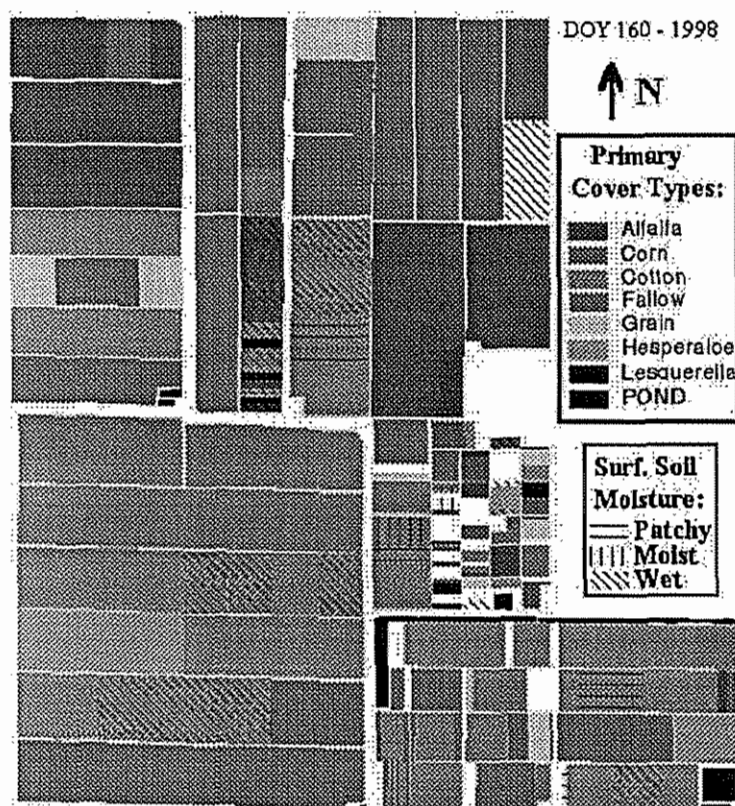 DOY 160 - 1998
N
Primary
Cover Types:
Alfalfa
Corn
Cotton
Fallow
Grain
Hesperaloe
Lesquerella
POND
Surf. Soil
Moisture:
Patchy
Moist
Wet